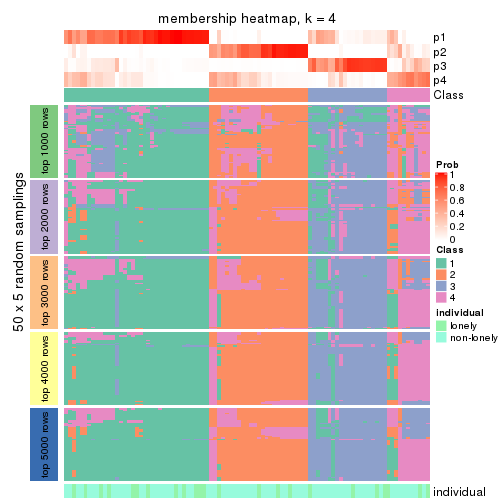 membership heatmap, k = 4
p1
p2
p3
p4
Class
50 x 5 random samplings
top 1000 rows
top 2000 rows
top 3000 rows
top 4000 rows
top 5000 rows
Prob
1
0.8
0.6
0.4
0.2
0
Class
1
2
3
4
individual
lonely
non-lonely
individual